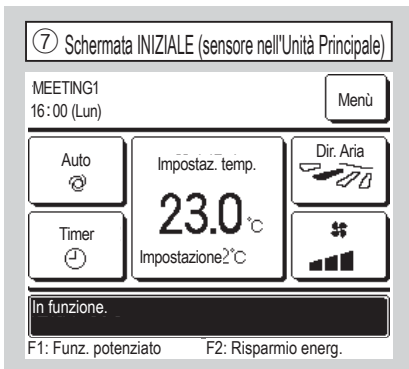 ⑦ Schermata INIZIALE (sensore nell'Unità Principale)
MEETING1
16:00 (Lun)
Menù
Auto
Impostaz. temp.
Dir. Aria
23.0°C
Timer
Impostazione2°C
In funzione.
F1: Funz. potenziato F2: Risparmio energ.